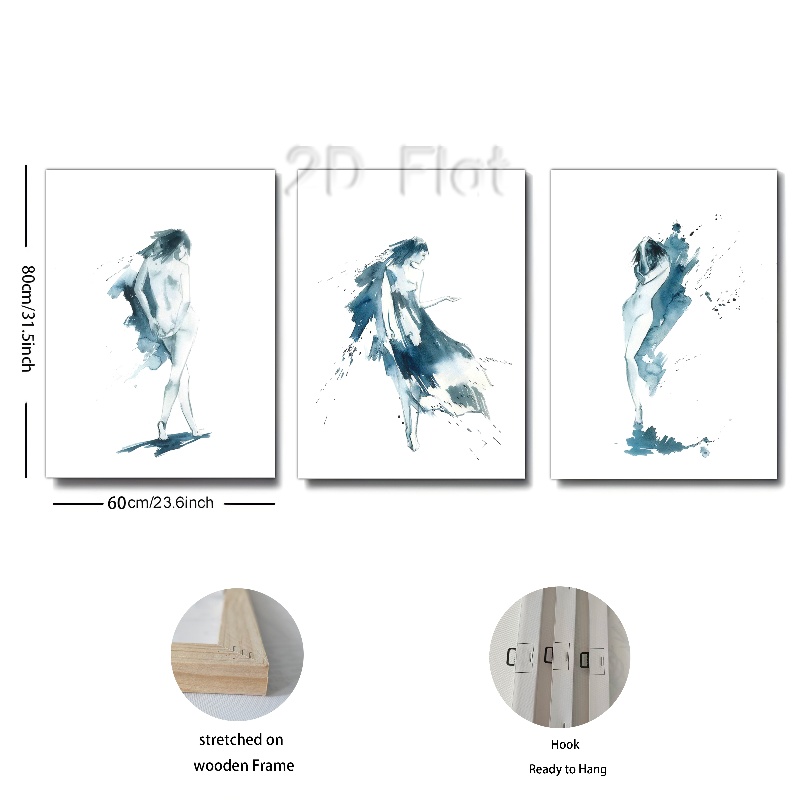 2D Flat
80cm/31.5inch
60cm/23.6inch
stretched on
wooden Frame
Hook
Ready to Hang